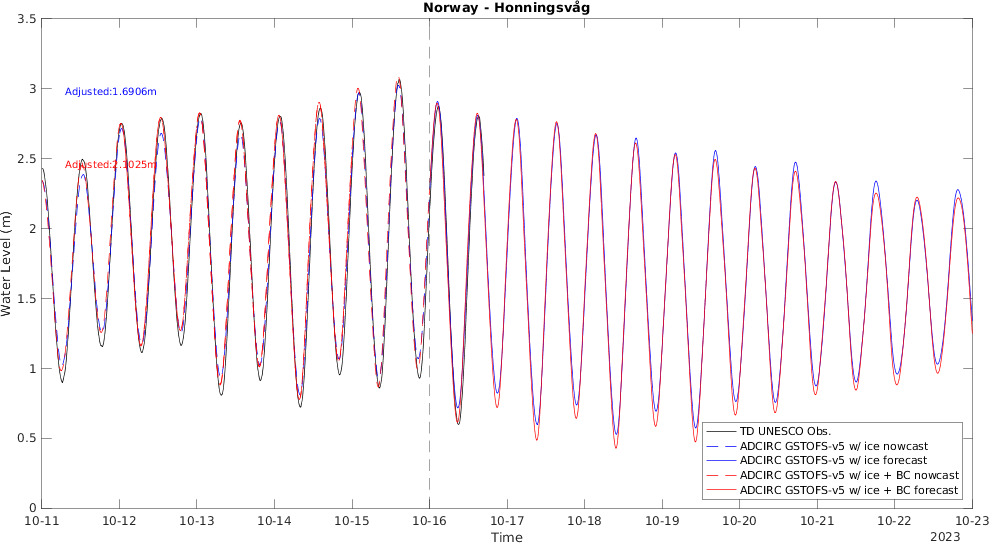 Norway - Honningsvåg
3.5
3
2.5
2
1.5
1
0.5
0
Water Level (m)
Adjusted:1.6906m
Adjusted:2.1025m
TD UNESCO Obs.
ADCIRC GSTOFS-v5 w/ ice nowcast
ADCIRC GSTOFS-v5 w/ ice forecast
ADCIRC GSTOFS-v5 w/ ice + BC nowcast
ADCIRC GSTOFS-v5 w/ ice + BC forecast
10-11 10-12 10-13 10-14 10-15 10-16 10-17 10-18 10-19 10-20 10-21 10-22 10-23
Time
2023